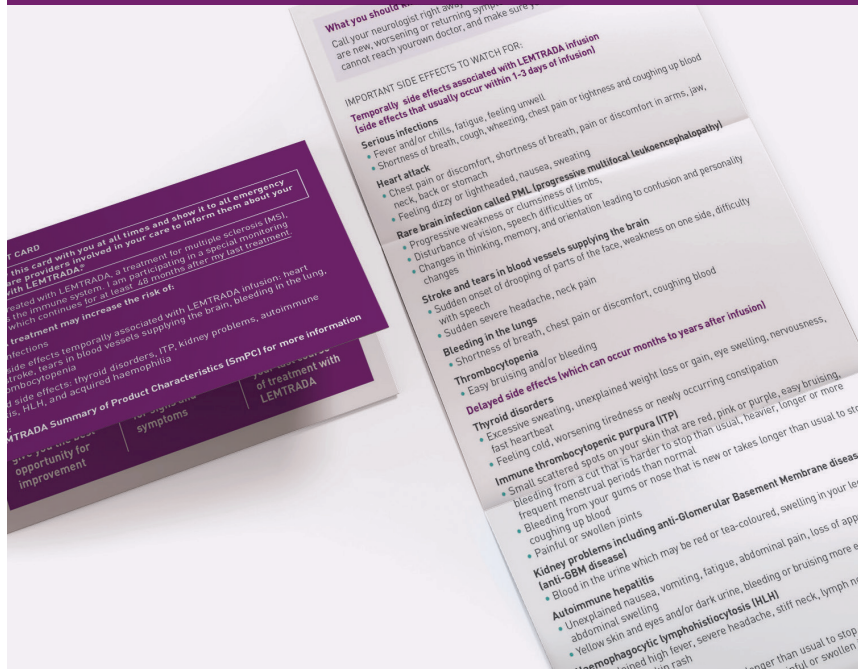 What you should
Call your neurologist right away
are new, worsening or returning
cannot reach yourown doctor, and make sure
IMPORTANT SIDE EFFECTS TO WATCH FOR:
Temporally side effects associated with LEMTRADA infusion
(side effects that usually occur within 1-3 days of infusion)
Serious infections
• Fever and/or chills, fatigue, feeling unwell
• Shortness of breath, cough, wheezing, chest pain or tightness and coughing up blood
Heart attack
• Chest pain or discomfort, shortness of breath, pain or discomfort in arms, jaw,
neck, back or stomach
• Feeling dizzy or lightheaded, nausea, sweating
Rare brain infection called PML (progressive multifocal leukoencephalopathy)
• Progressive weakness or clumsiness of limbs,
• Disturbance of vision, speech difficulties or
• Changes in thinking, memory, and orientation leading to confusion and personality
changes
Stroke and tears in blood vessels supplying the brain
• Sudden onset of drooping of parts of the face, weakness on one side, difficulty
with speech
• Sudden severe headache, neck pain
Bleeding in the lungs
• Shortness of breath, chest pain or discomfort, coughing blood
Thrombocytopenia
• Easy bruising and/or bleeding
Delayed side effects (which can occur months to years after infusion)
Thyroid disorders
• Excessive sweating, unexplained weight loss or gain, eye swelling, nervousness,
fast heartbeat
• Feeling cold, worsening tiredness or newly occurring constipation
Immune thrombocytopenic purpura (ITP)
• Small scattered spots on your skin that are red, pink or purple, easy bruising,
bleeding from a cut that is harder to stop than usual, heavier, longer or more
frequent menstrual periods than normal
• Bleeding from your gums or nose that is new or takes longer than usual to
coughing up blood
• Painful or swollen joints
Kidney problems including anti-Glomerular Basement Membrane
(anti-GBM disease)
• Blood in the urine which may be red or tea-coloured, swelling in your
Autoimmune hepatitis
• Unexplained nausea, vomiting, fatigue, abdominal pain, loss of
abdominal swelling
• Yellow skin and eyes and/or dark urine, bleeding or bruising more
lymphohistiocytosis (HLH)
high fever, severe headache, stiff neck, lymph
rash
longer than usual to stop
or swollen
CARD
this card with you at all times and show it to all emergency
care providers involved in your care to inform them about your
with LEMTRADA.
treated with LEMTRADA, a treatment for multiple sclerosis (MS),
the immune system. I am participating in a special monitoring
which continues for at least 48 months after my last treatment.
treatment may increase the risk of:
infections
side effects temporally associated with LEMTRADA infusion: heart
stroke, tears in blood vessels supplying the brain, bleeding in the lung,
side effects: thyroid disorders, ITP, kidney problems, autoimmune
HLH, and acquired haemophilia
LEMTRADA Summary of Product Characteristics (SmPC) for more information
give you the best
opportunity for
improvement
symptoms
of treatment with
LEMTRADA